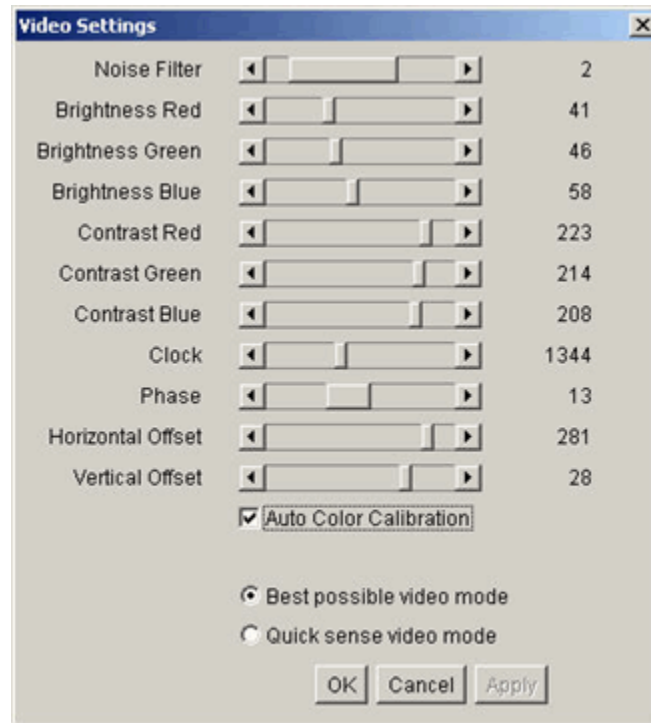 Video Settings
Noise Filter 2
Brightness Red 41
Brightness Green 46
Brightness Blue 58
Contrast Red 223
Contrast Green 214
Contrast Blue 208
Clock 1344
Phase 13
Horizontal Offset 281
Vertical Offset 28
Auto Color Calibration
Best possible video mode
Quick sense video mode
OK Cancel Apply